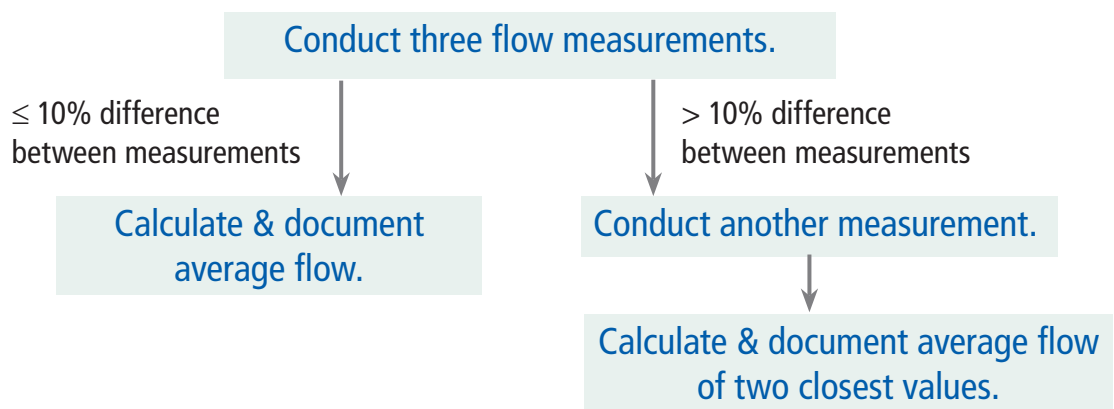 Conduct three flow measurements.
≤ 10% difference
between measurements
> 10% difference
between measurements
Calculate & document
average flow.
Conduct another measurement.
Calculate & document average flow
of two closest values.